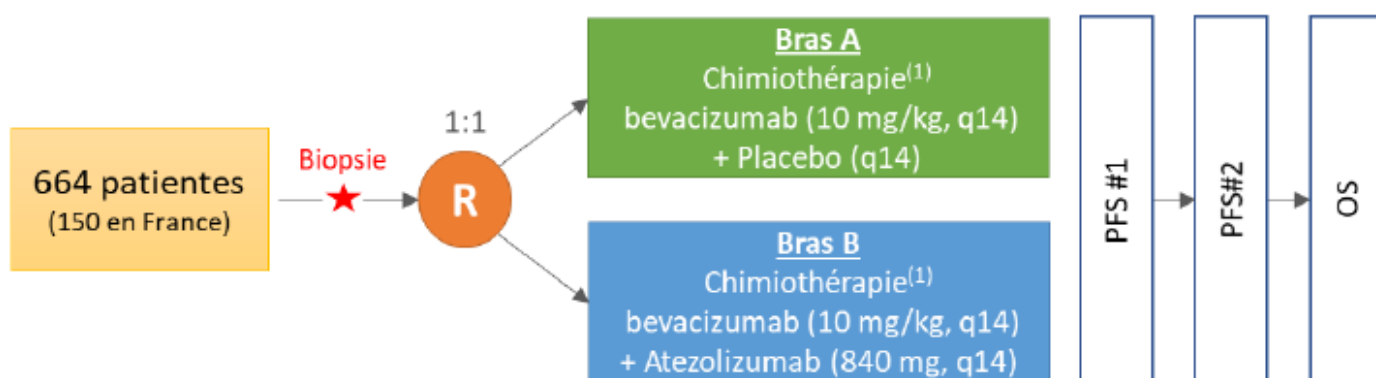 664 patientes
(150 en France)
Biopsie
1:1
R
Bras A
Chimiothérapie(1)
bevacizumab (10 mg/kg, q14)
+ Placebo (q14)
Bras B
Chimiothérapie(1)
bevacizumab (10 mg/kg, q14)
+ Atezolizumab (840 mg, q14)
PFS #1
PFS#2
OS